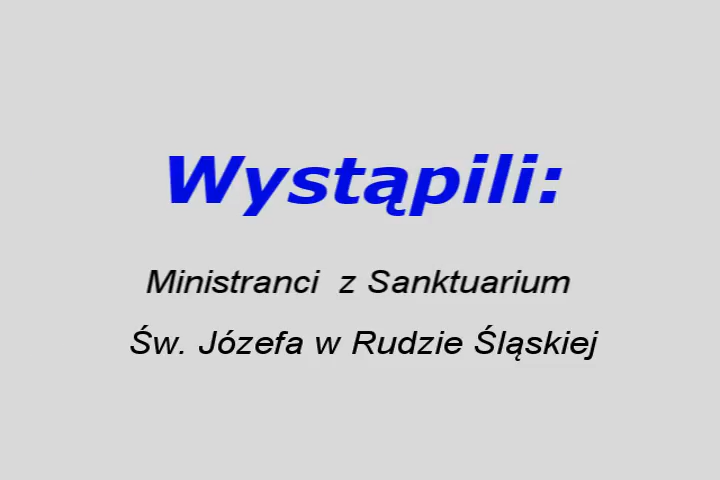 Wystąpili:
Ministranci z Sanktuarium
Św. Józefa w Rudzie Śląskiej